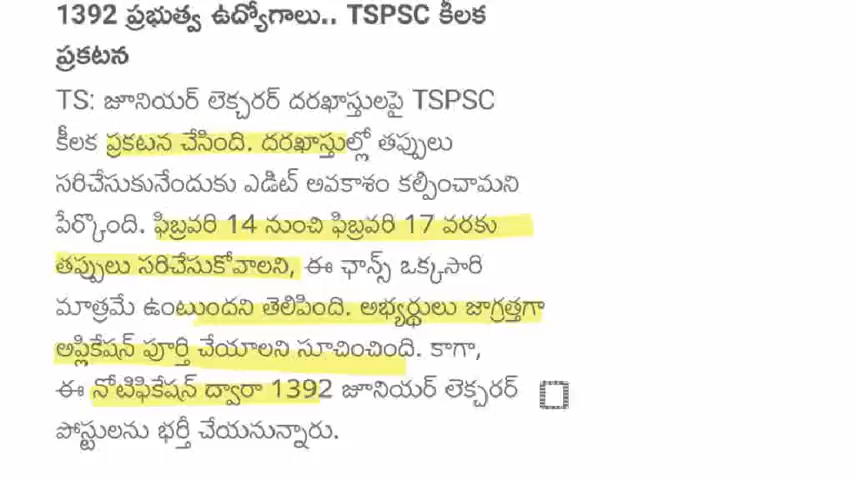 1392 ప్రభుత్వ ఉద్యోగాలు.. TSPSC కీలక
ప్రకటన
TS: జూనియర్ లెక్చరర్ దరఖాస్తులపై TSPSC
కీలక ప్రకటన చేసింది. దరఖాస్తుల్లో తప్పులు
సరిచేసుకునేందుకు ఎడిట్ అవకాశం కల్పించామని
పేర్కొంది. ఫిబ్రవరి 14 నుంచి ఫిబ్రవరి 17 వరకు
తప్పులు సరిచేసుకోవాలని, ఈ ఛాన్స్ ఒక్కసారి
మాత్రమే ఉంటుందని తెలిపింది. అభ్యర్థులు జాగ్రత్తగా
అప్లికేషన్ పూర్తి చేయాలని సూచించింది. కాగా,
ఈ నోటిఫికేషన్ ద్వారా 1392 జూనియర్ లెక్చరర్
పోస్టులను భర్తీ చేయనున్నారు.